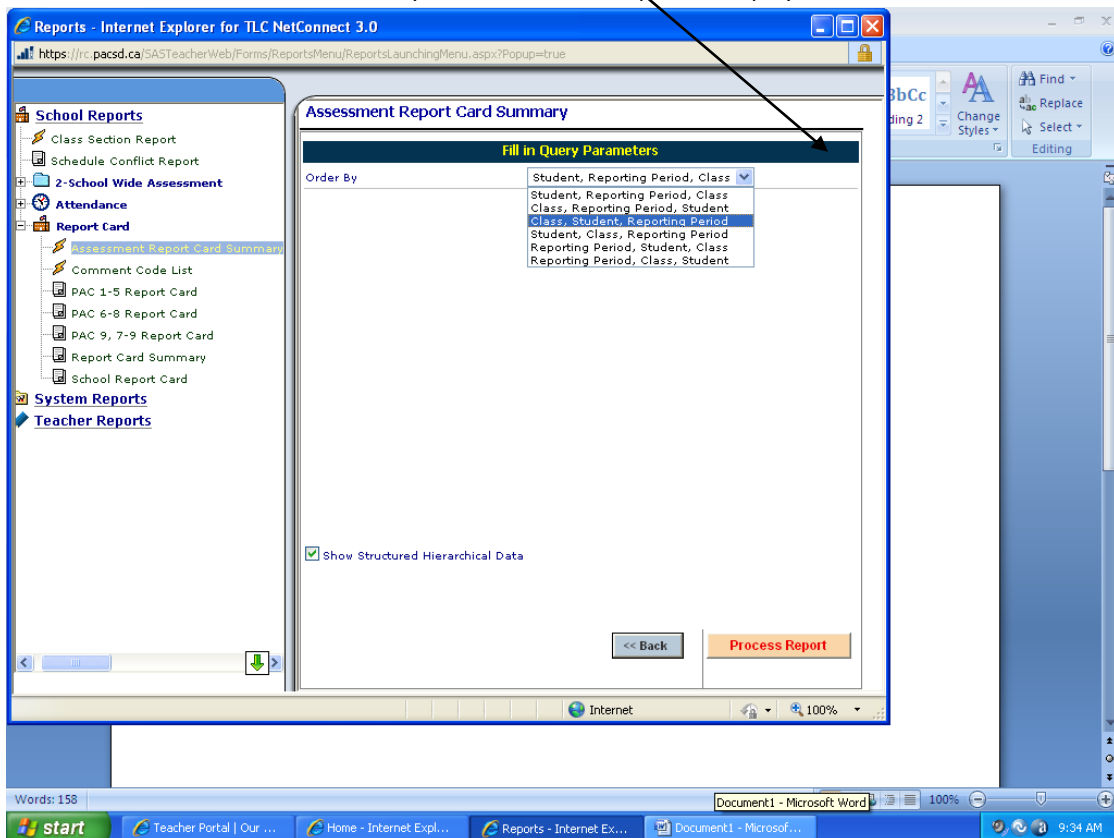 Reports - Internet Explorer for TLC NetConnect 3.0
https://rc.pacsd.ca/SASTeacherWeb/Forms/ReportsMenu/ReportsLaunchingMenu.aspx?Popup=true
School Reports
Class Section Report
Schedule Conflict Report
2-School Wide Assessment
Attendance
Report Card
Assessment Report Card Summary
Comment Code List
PAC 1-5 Report Card
PAC 6-8 Report Card
PAC 9, 7-9 Report Card
Report Card Summary
School Report Card
System Reports
Teacher Reports
Assessment Report Card Summary
Fill in Query Parameters
Order By
Student, Reporting Period, Class
Student, Reporting Period, Class
Class, Reporting Period, Student
Class, Student, Reporting Period
Student, Class, Reporting Period
Reporting Period, Student, Class
Reporting Period, Class, Student
Show Structured Hierarchical Data
<< Back
Process Report
Internet
100%
BbCc
ding 2
Change
Styles
Find
Replace
Select
Editing
Words: 158
Document1 - Microsoft Word
100%
start
Teacher Portal | Our ...
Home - Internet Expl...
Reports - Internet Ex...
Document1 - Microsof...
9:34 AM